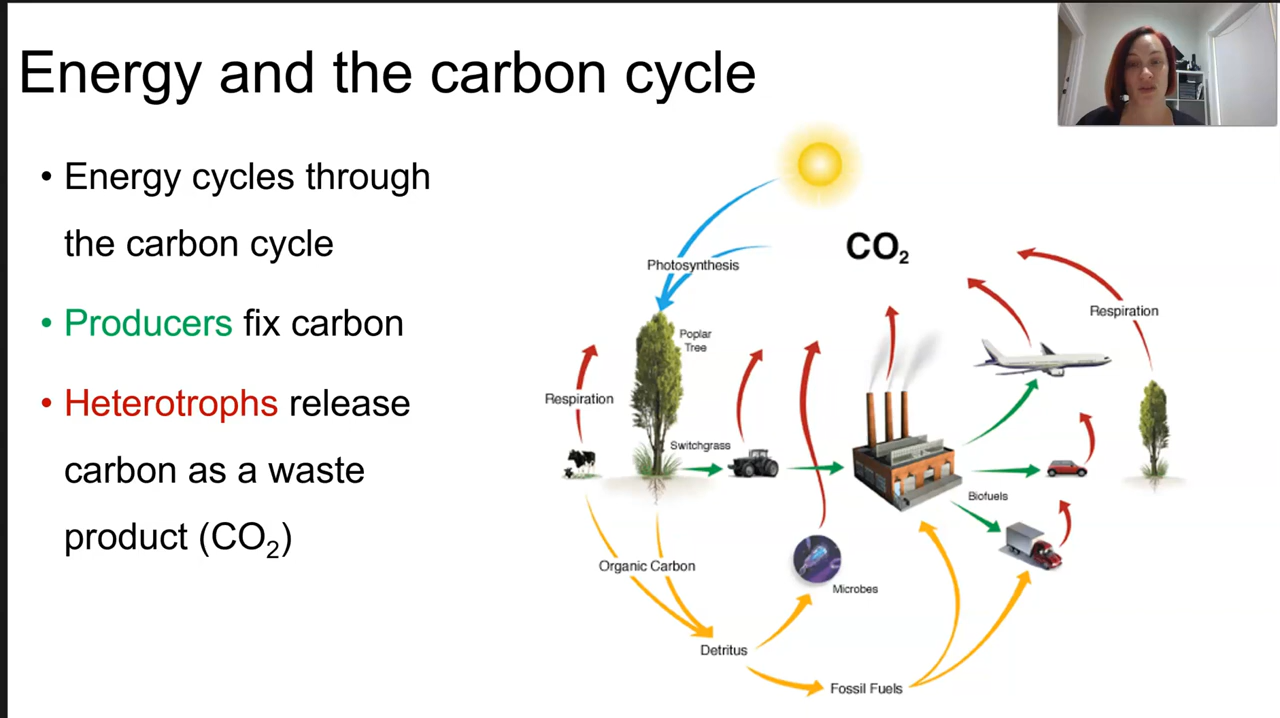 Energy and the carbon cycle
• Energy cycles through
the carbon cycle
• Producers fix carbon
• Heterotrophs release
carbon as a waste
product (CO₂)
CO₂
Photosynthesis
Respiration
Poplar
Tree
Respiration
Switchgrass
Biofuels
Organic Carbon
Microbes
Detritus
Fossil Fuels